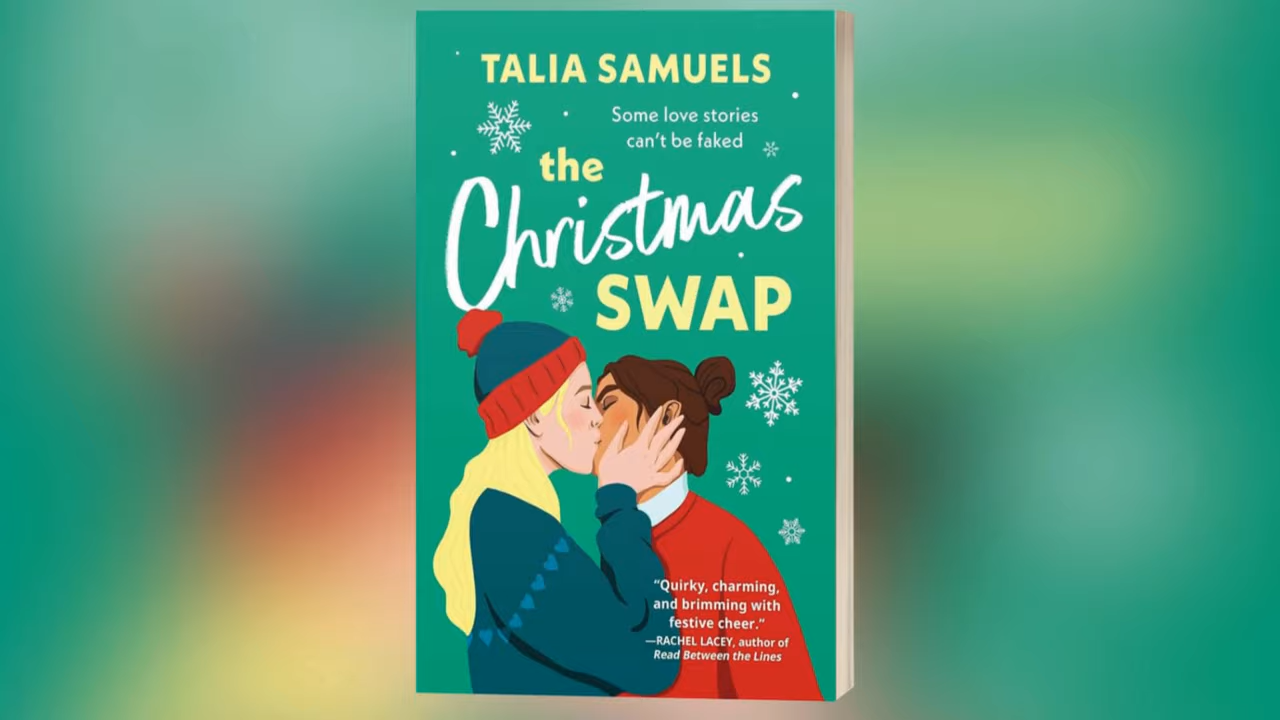 TALIA SAMUELS
Some love stories
can't be faked
the
Christmas
SWAP
“Quirky, charming,
and brimming with
festive cheer.”
—RACHEL LACEY, author of
Read Between the Lines